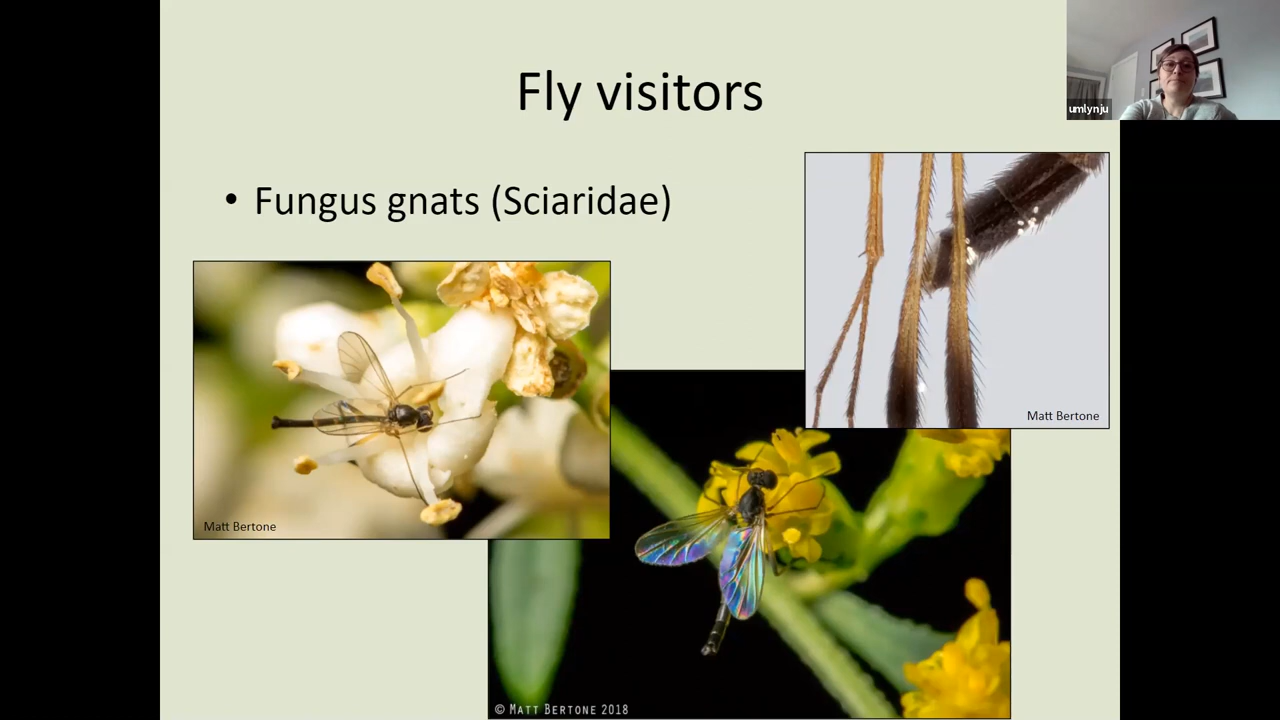 Fly visitors
umlynju
• Fungus gnats (Sciaridae)
Matt Bertone
Matt Bertone
© Matt Bertone 2018